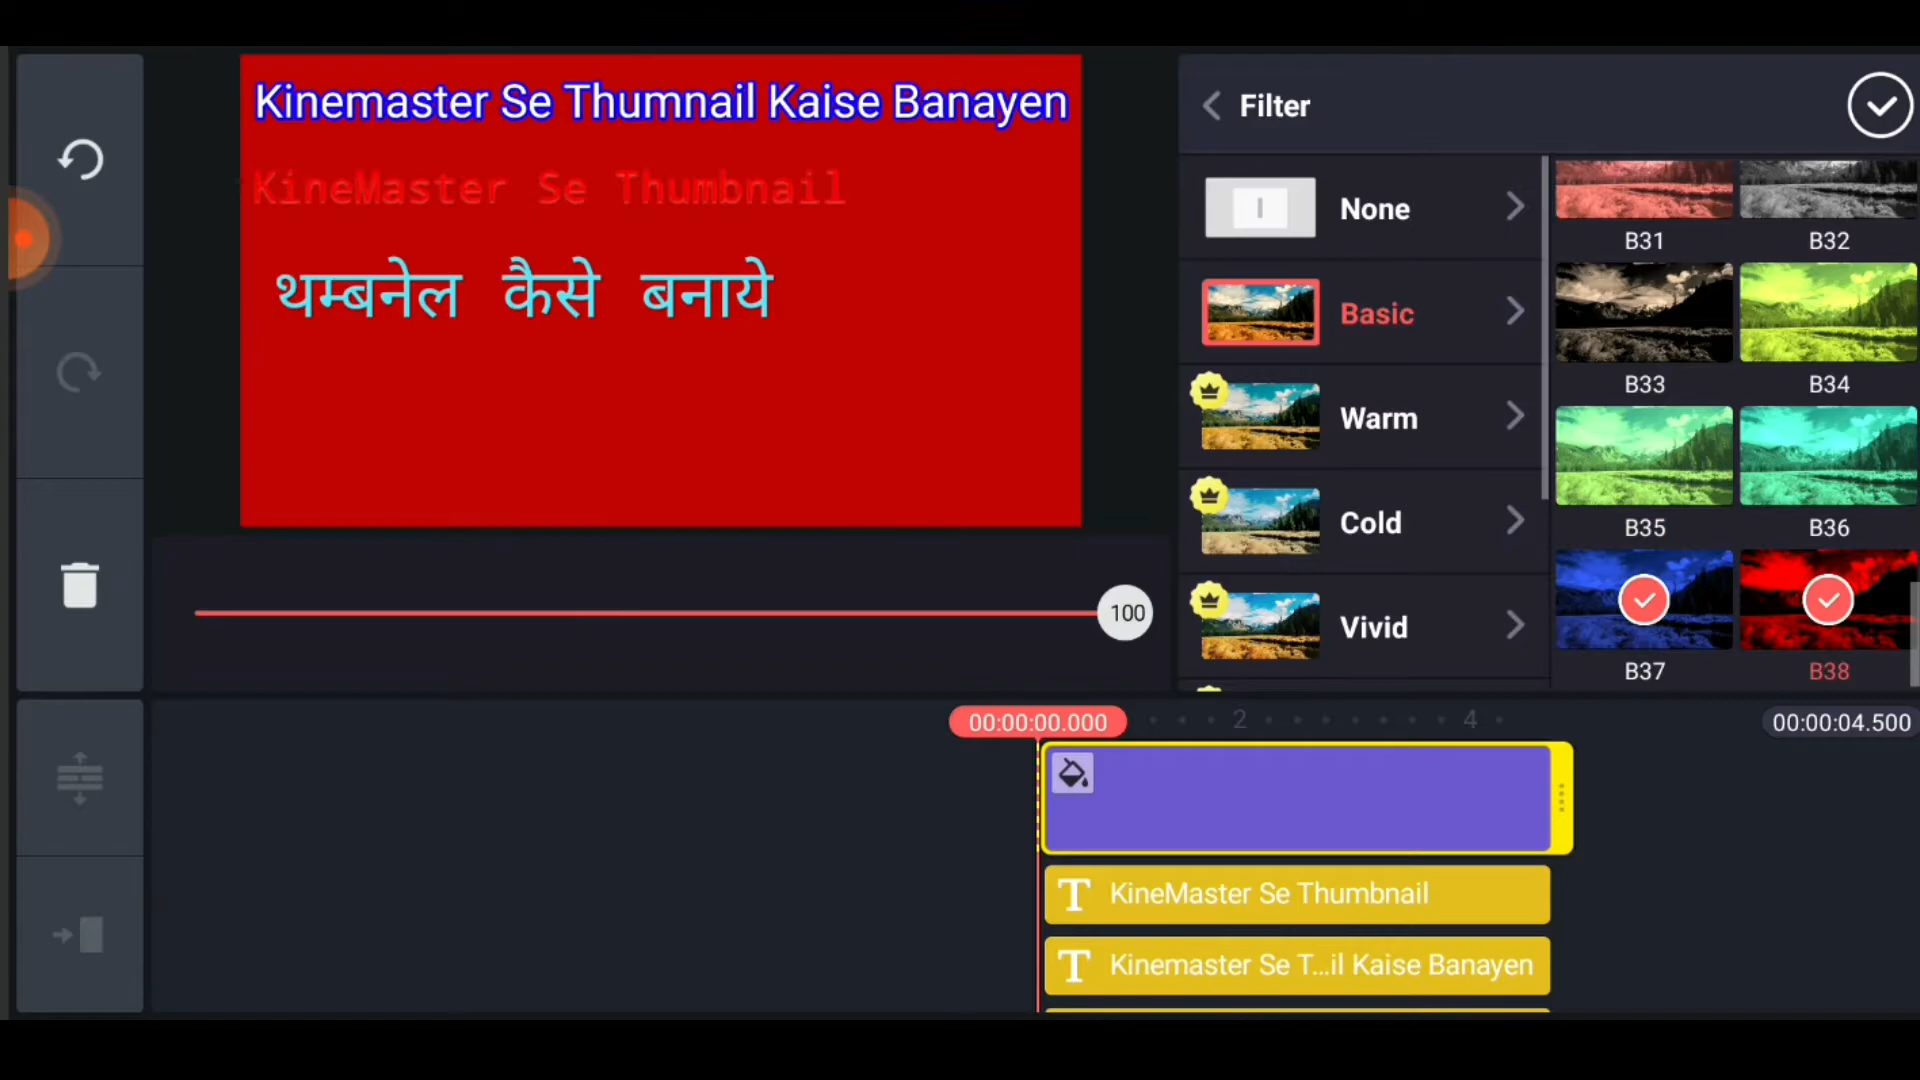 Kinemaster Se Thumnail Kaise Banayen
KineMaster Se Thumbnail
थम्बनेल कैसे बनाये
Filter
None
Basic
Warm
Cold
Vivid
B31
B32
B33
B34
B35
B36
B37
B38
100
00:00:00.000
2
4
00:00:04.500
T KineMaster Se Thumbnail
T Kinemaster Se T...il Kaise Banayen